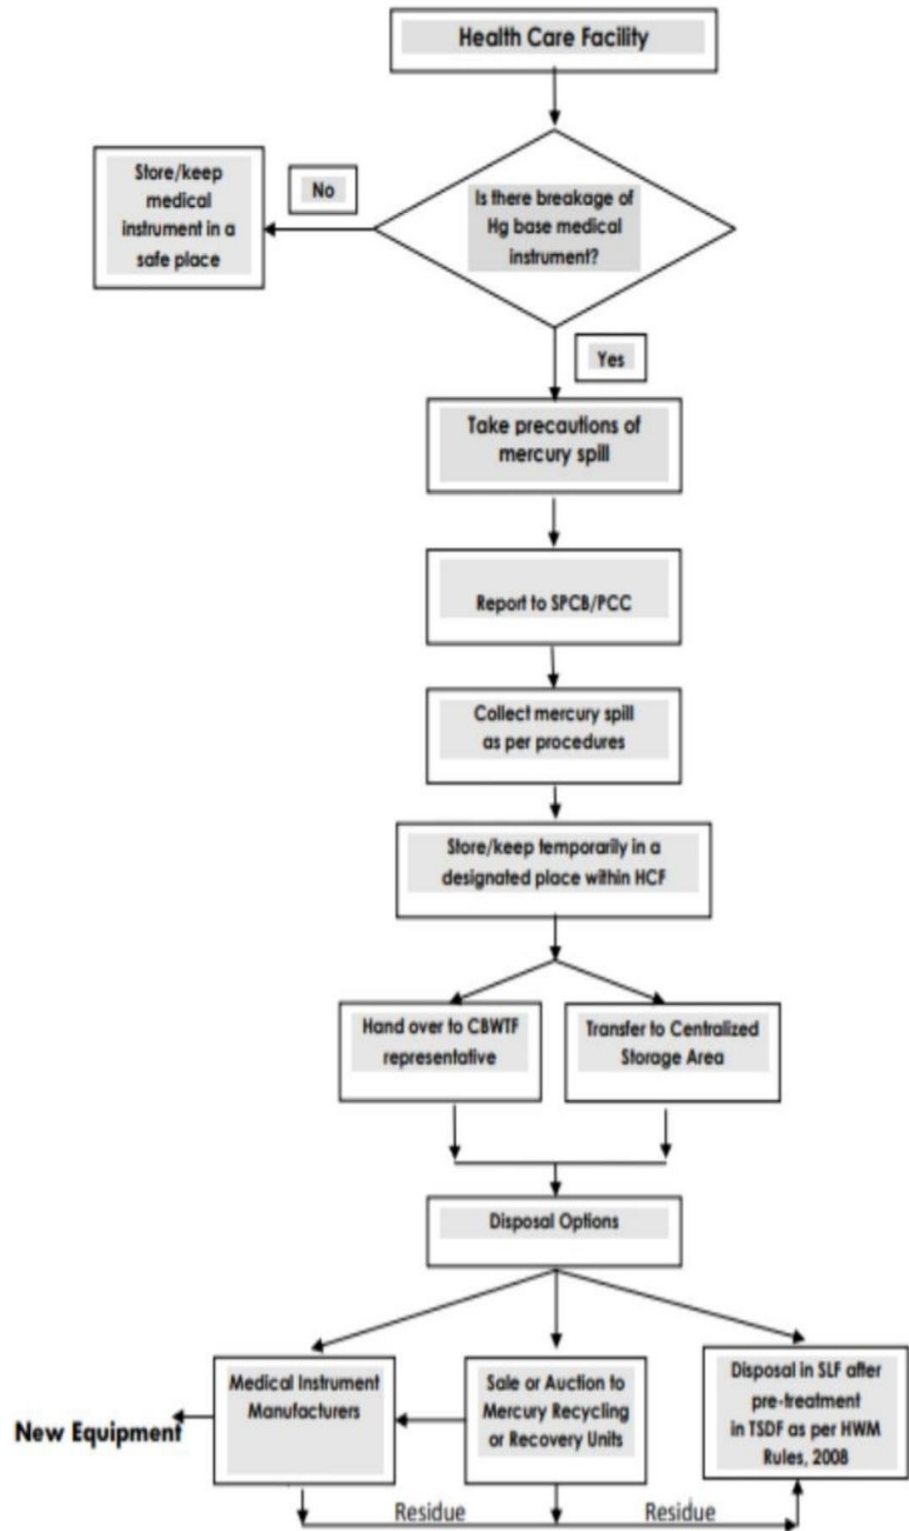 Health Care Facility
Store/keep
medical
instrument in a
safe place
No
Is there breakage of
Hg base medical
instrument?
Yes
Take precautions of
mercury spill
Report to SPCB/PCC
Collect mercury spill
as per procedures
Store/keep temporarily in a
designated place within HCF
Hand over to CBWTF
representative
Transfer to Centralized
Storage Area
Disposal Options
New Equipment
Medical Instrument
Manufacturers
Sale or Auction to
Mercury Recycling
or Recovery Units
Disposal in SLF after
pre-treatment
in TSDF as per HWM
Rules, 2008
Residue
Residue